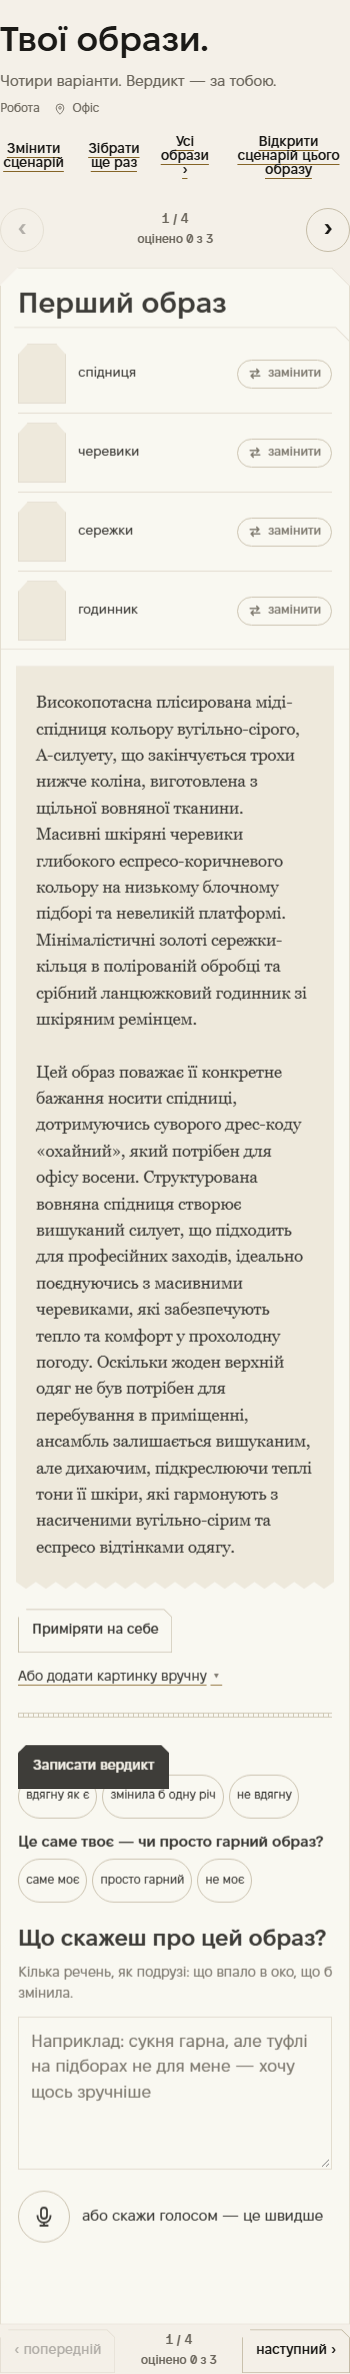 Твої образи.
Чотири варіанти. Вердикт — за тобою.
Робота Офіс
Змінити
сценарій
Зібрати
ще раз
Усі
образи
›
Відкрити
сценарій цього
образу
‹
1 / 4
оцінено 0 з 3
›
Перший образ
спідниця
замінити
черевики
замінити
сережки
замінити
годинник
замінити
Високопотасна плісирована міді-
спідниця кольору вугільно-сірого,
А-силуету, що закінчується трохи
нижче коліна, виготовлена з
щільної вовняної тканини.
Масивні шкіряні черевики
глибокого еспресо-коричневого
кольору на низькому блочному
підборі та невеликій платформі.
Мінімалістичні золоті сережки-
кільця в полірованій обробці та
срібний ланцюжковий годинник зі
шкіряним ремінцем.
Цей образ поважає її конкретне
бажання носити спідниці,
дотримуючись суворого дрес-коду
«охайний», який потрібен для
офісу восени. Структурована
вовняна спідниця створює
вишуканий силует, що підходить
для професійних заходів, ідеально
поєднуючись з масивними
черевиками, які забезпечують
тепло та комфорт у прохолодну
погоду. Оскільки жоден верхній
одяг не був потрібен для
перебування в приміщенні,
ансамбль залишається вишуканим,
але дихаючим, підкреслюючи теплі
тони її шкіри, які гармонують з
насиченими вугільно-сірим та
еспресо відтінками одягу.
Приміряти на себе
Або додати картинку вручну ▾
Записати вердикт
вдягну як є
змінила б одну річ
не вдягну
Це саме твоє — чи просто гарний образ?
саме моє
просто гарний
не моє
Що скажеш про цей образ?
Кілька речень, як подрузі: що впало в око, що б
змінила.
Наприклад: сукня гарна, але туфлі
на підборах не для мене — хочу
щось зручніше
або скажи голосом — це швидше
‹ попередній
1 / 4
оцінено 0 з 3
наступний ›